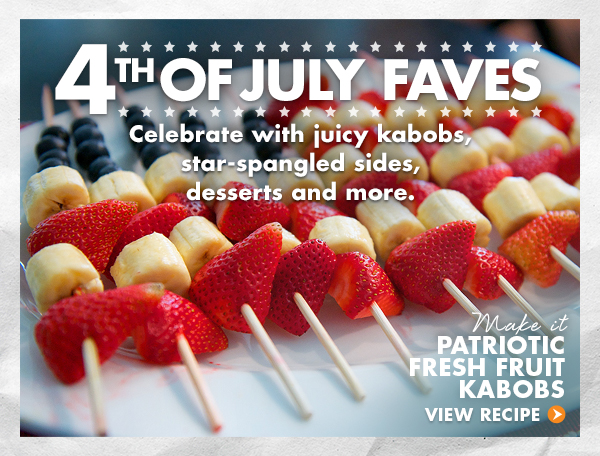 4TH OF JULY FAVES
Celebrate with juicy kabobs,
star-spangled sides,
desserts and more.
Make it
PATRIOTIC
FRESH FRUIT
KABOBS
VIEW RECIPE